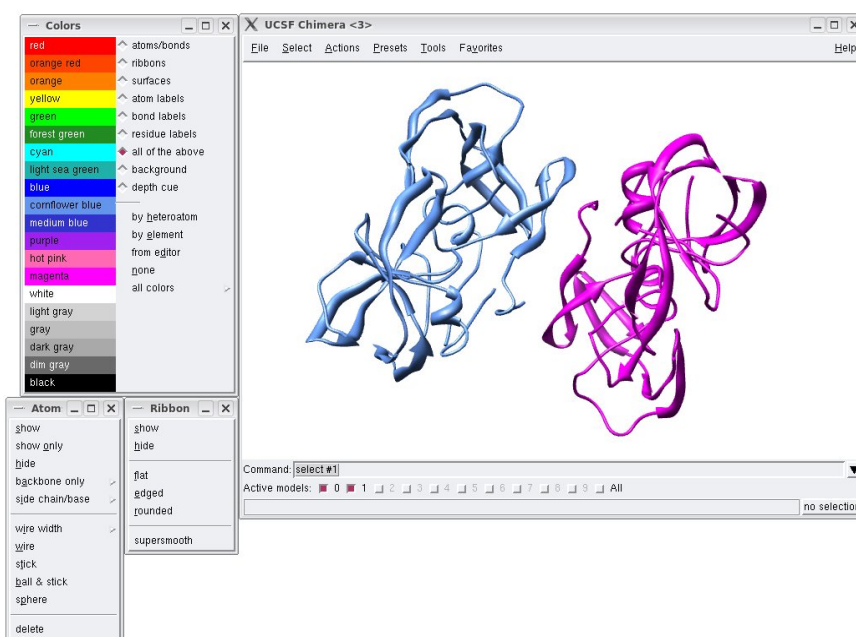 Colors
red
orange red
orange
yellow
green
forest green
cyan
light sea green
blue
cornflower blue
medium blue
purple
hot pink
magenta
white
light gray
gray
dark gray
dim gray
black
atoms/bonds
ribbons
surfaces
atom labels
bond labels
residue labels
all of the above
background
depth cue
by heteroatom
by element
from editor
none
all colors
UCSF Chimera <3>
File Select Actions Presets Tools Favorites Help
Command: select #1
Active models: 0 1 2 3 4 5 6 7 8 9 All
no selection
Atom
show
show only
hide
backbone only
side chain/base
wire width
wire
stick
ball & stick
sphere
delete
Ribbon
show
hide
flat
edged
rounded
supersmooth